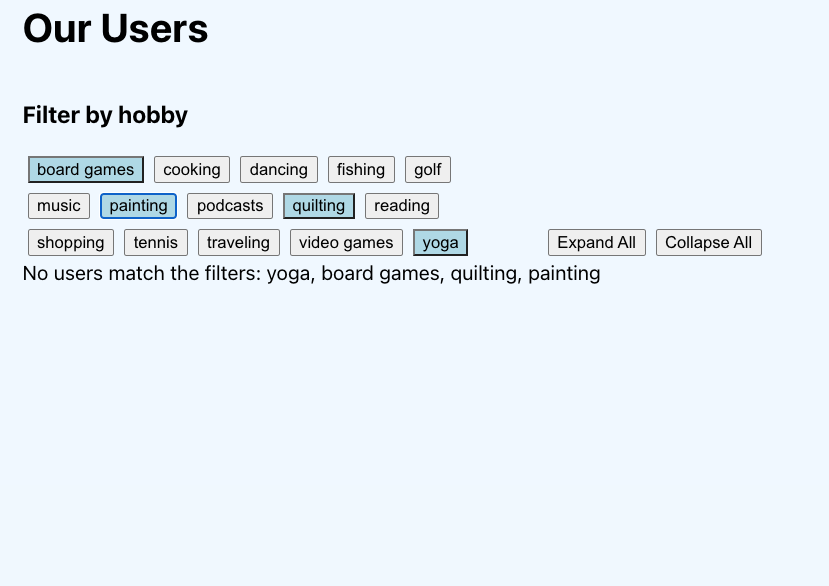 Our Users
Filter by hobby
board games cooking dancing fishing golf
music painting podcasts quilting reading
shopping tennis traveling video games yoga Expand All Collapse All
No users match the filters: yoga, board games, quilting, painting